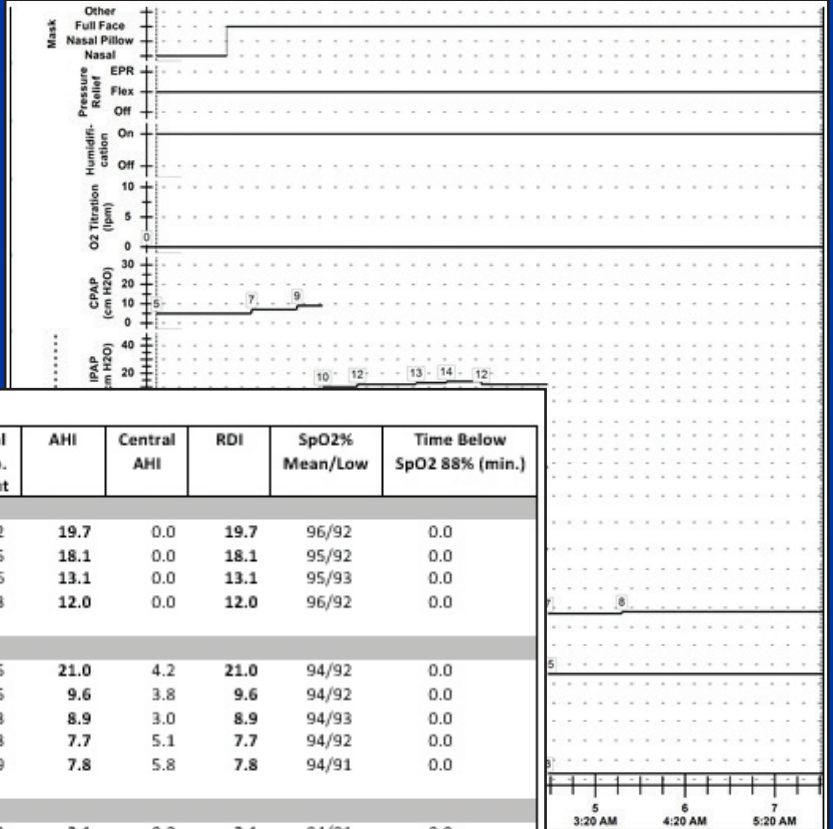 Mask
Other
Full Face
Nasal Pillow
Nasal
Pressure
Relief
EPR
Flex
Off
Humidifi-
cation
On
Off
O2 Titration
(lpm)
10
5
0
0
CPAP
(cm H2O)
30
20
10
0
5
7
9
IPAP
cm H2O)
40
20
10 12 13 14 12
AHI Central AHI RDI SpO2% Mean/Low Time Below SpO2 88% (min.)
19.7 0.0 19.7 96/92 0.0
18.1 0.0 18.1 95/92 0.0
13.1 0.0 13.1 95/93 0.0
12.0 0.0 12.0 96/92 0.0
21.0 4.2 21.0 94/92 0.0
9.6 3.8 9.6 94/92 0.0
8.9 3.0 8.9 94/93 0.0
7.7 5.1 7.7 94/92 0.0
7.8 5.8 7.8 94/91 0.0
8
5
5 6 7
3:20 AM 4:20 AM 5:20 AM